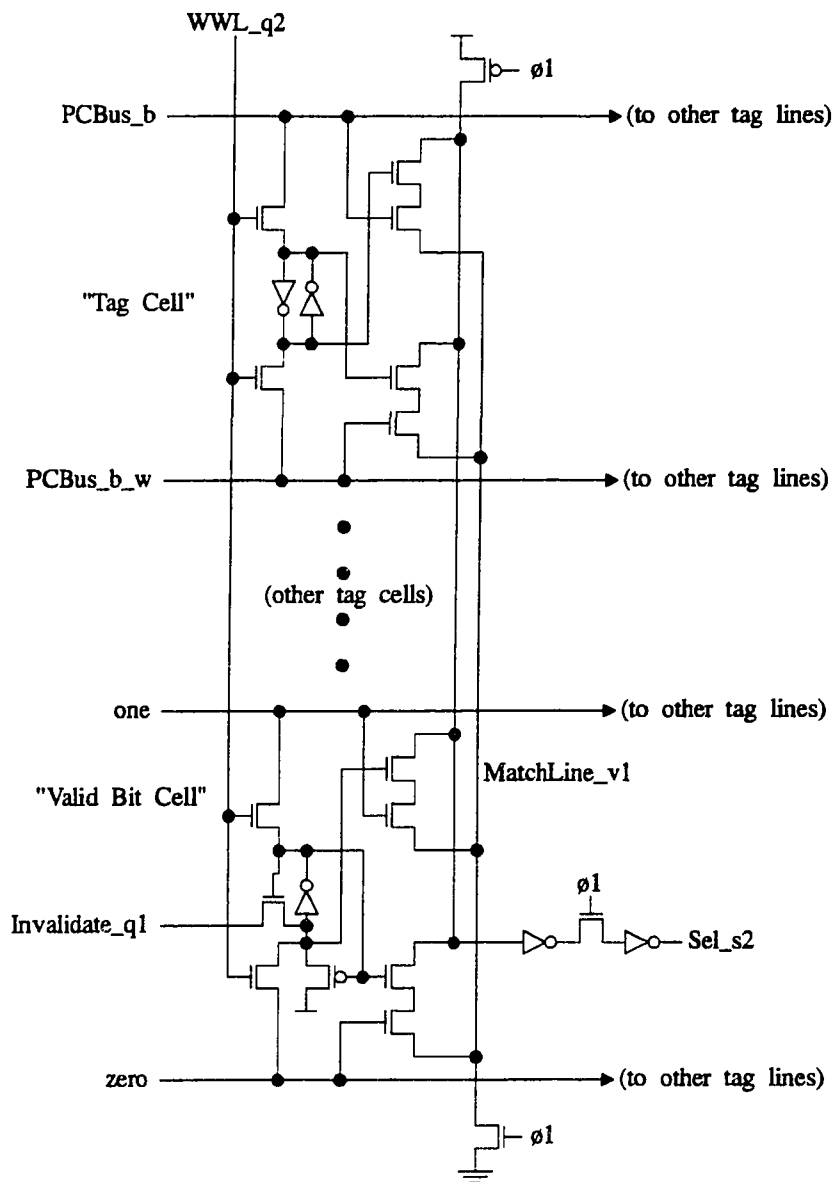 WWL_q2
ø1
PCBus_b
(to other tag lines)
"Tag Cell"
PCBus_b_w
(to other tag lines)
(other tag cells)
one
(to other tag lines)
MatchLine_v1
"Valid Bit Cell"
ø1
Invalidate_q1
Sel_s2
zero
(to other tag lines)
ø1